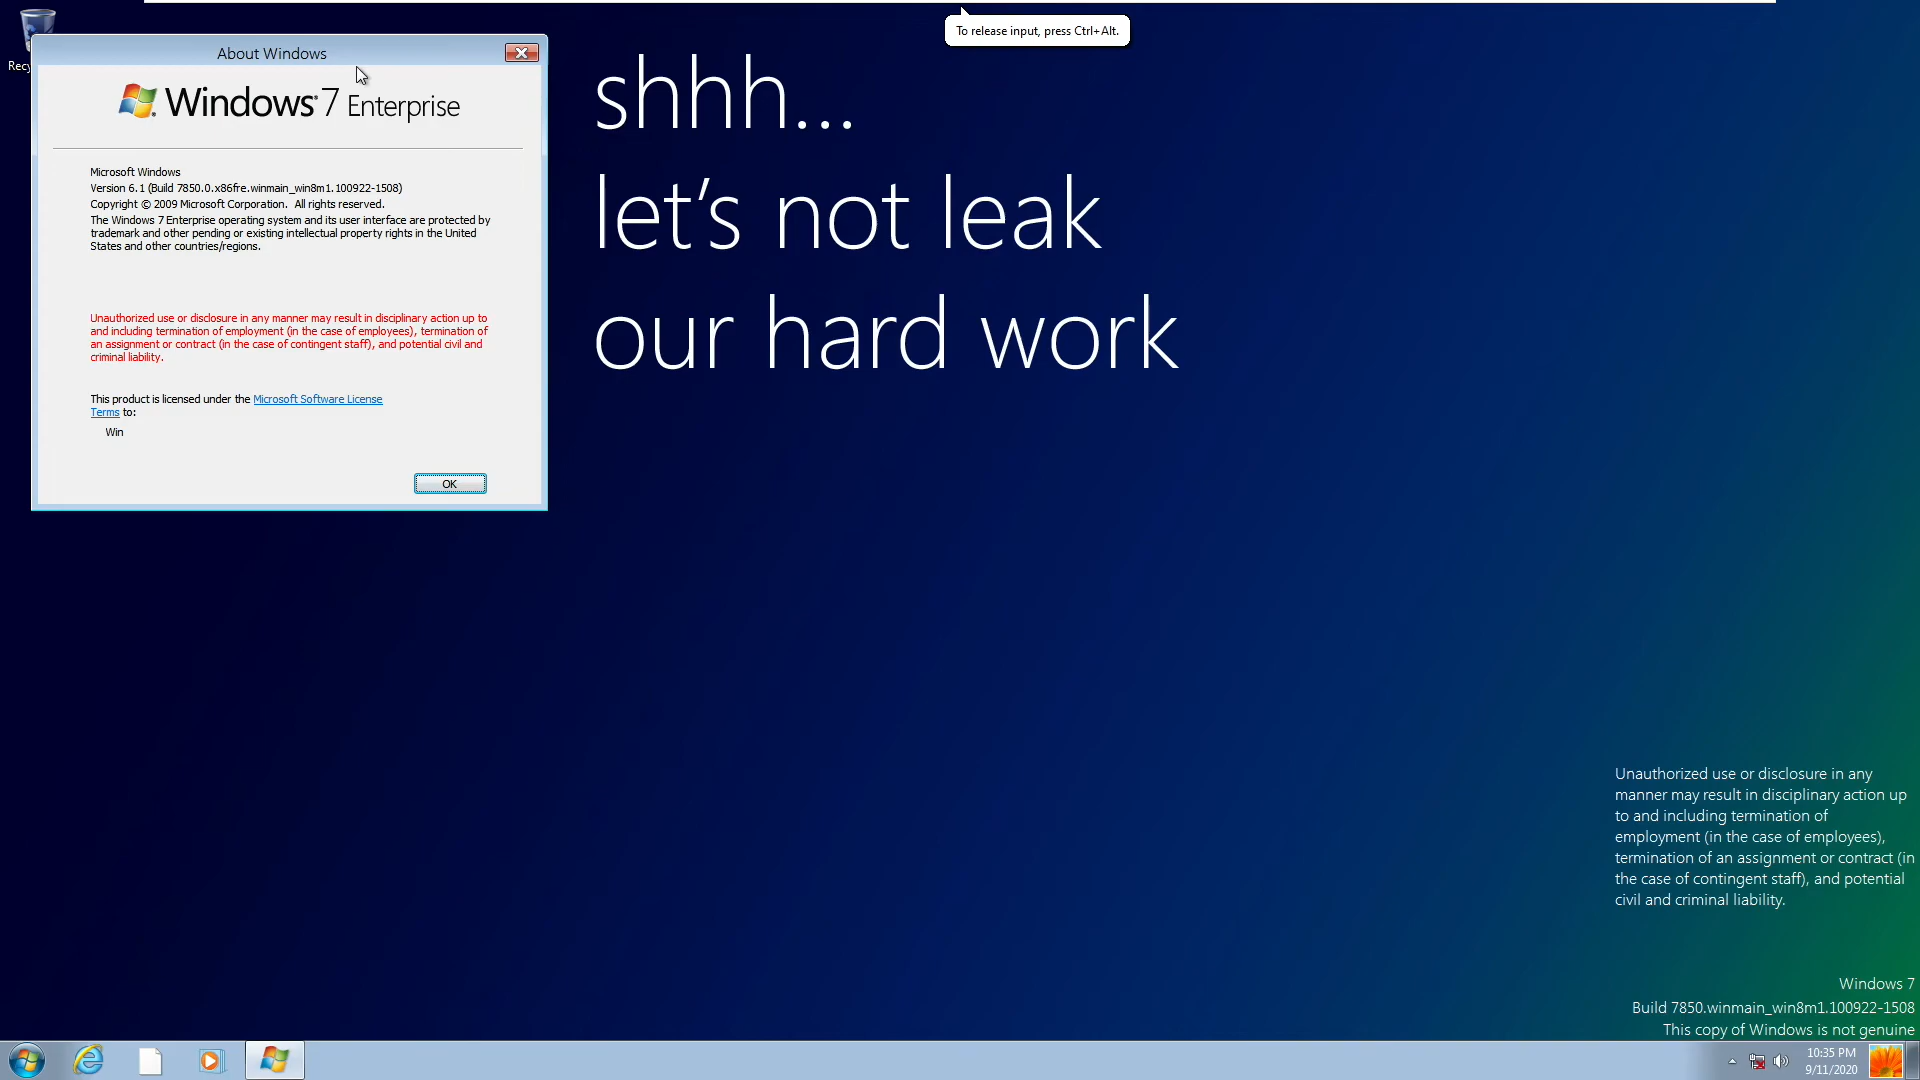 To release input, press Ctrl+Alt.
Recy
About Windows
Windows 7 Enterprise
Microsoft Windows
Version 6.1 (Build 7850.0.x86fre.winmain_win8m1.100922-1508)
Copyright © 2009 Microsoft Corporation. All rights reserved.
The Windows 7 Enterprise operating system and its user interface are protected by
trademark and other pending or existing intellectual property rights in the United
States and other countries/regions.
Unauthorized use or disclosure in any manner may result in disciplinary action up to
and including termination of employment (in the case of employees), termination of
an assignment or contract (in the case of contingent staff), and potential civil and
criminal liability.
This product is licensed under the Microsoft Software License
Terms to:
Win
OK
shhh...
let's not leak
our hard work
Unauthorized use or disclosure in any
manner may result in disciplinary action up
to and including termination of
employment (in the case of employees),
termination of an assignment or contract (in
the case of contingent staff), and potential
civil and criminal liability.
Windows 7
Build 7850.winmain_win8m1.100922-1508
This copy of Windows is not genuine
10:35 PM
9/11/2020